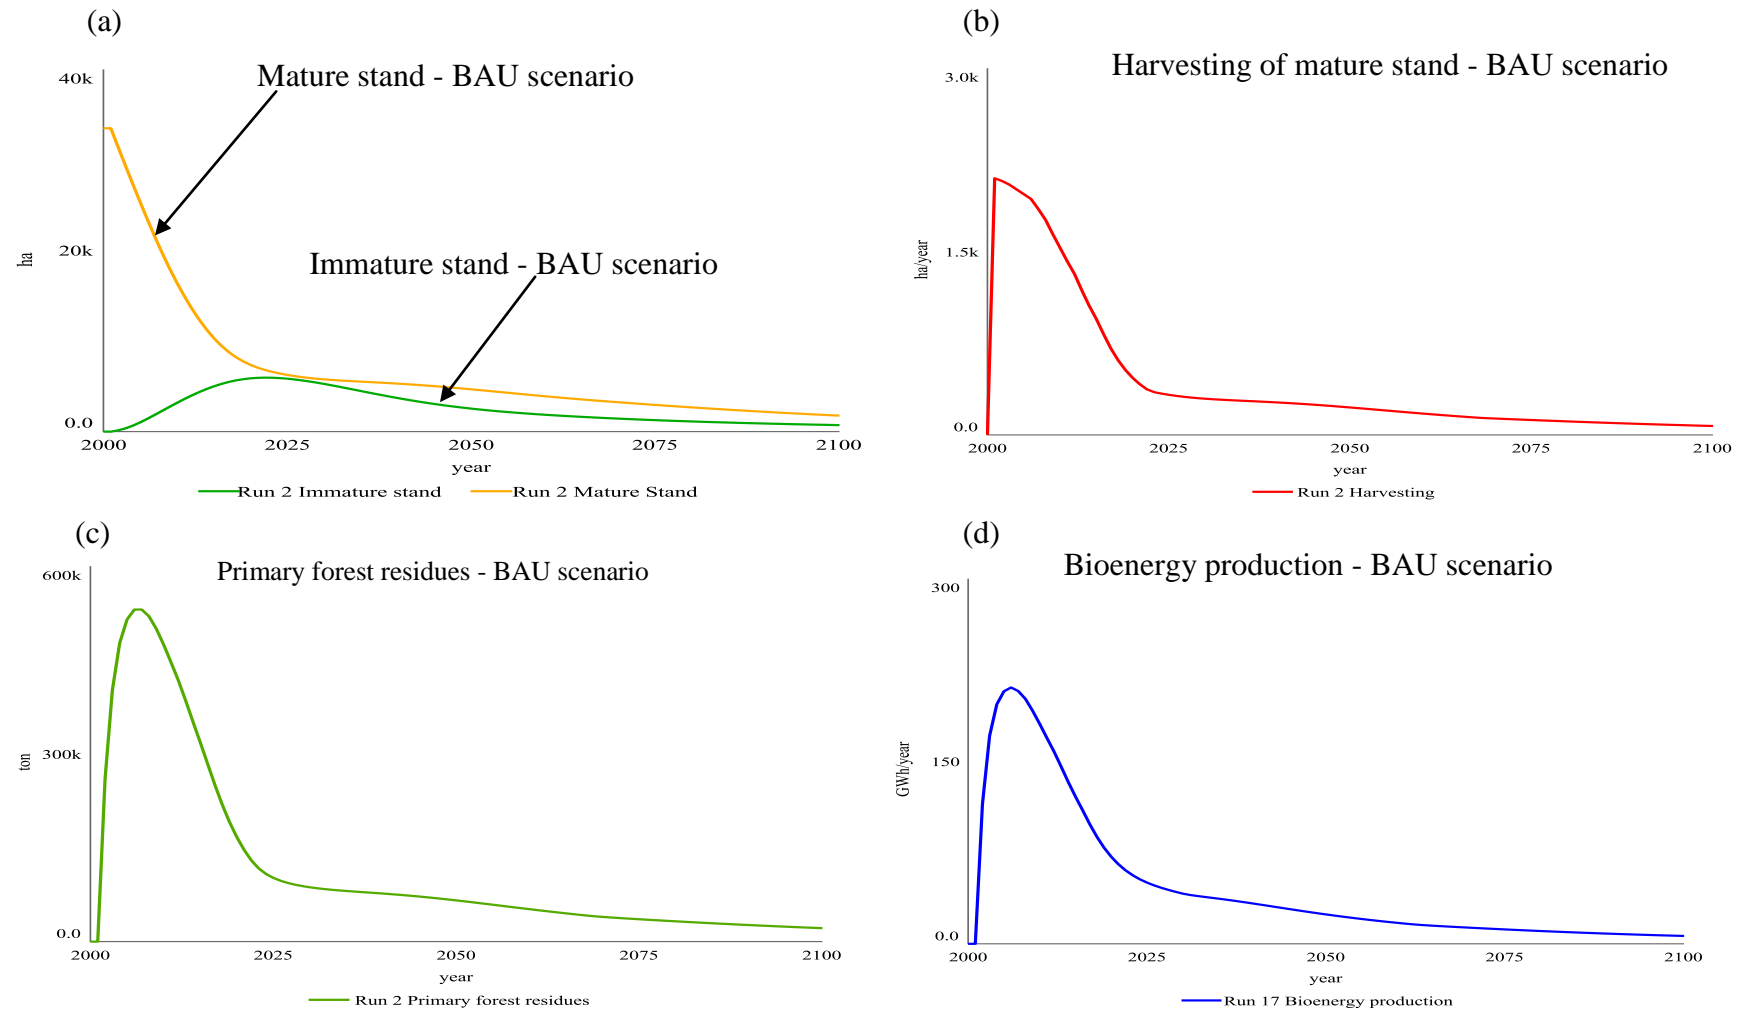 (a)
Mature stand - BAU scenario
40k
20k
0.0
ha
Immature stand - BAU scenario
2000 2025 2050 2075 2100
year
Run 2 Immature stand Run 2 Mature Stand
(b)
Harvesting of mature stand - BAU scenario
3.0k
1.5k
0.0
ha/year
2000 2025 2050 2075 2100
year
Run 2 Harvesting
(c)
Primary forest residues - BAU scenario
600k
300k
0.0
ton
2000 2025 2050 2075 2100
year
Run 2 Primary forest residues
(d)
Bioenergy production - BAU scenario
300
150
0.0
GWh/year
2000 2025 2050 2075 2100
year
Run 17 Bioenergy production